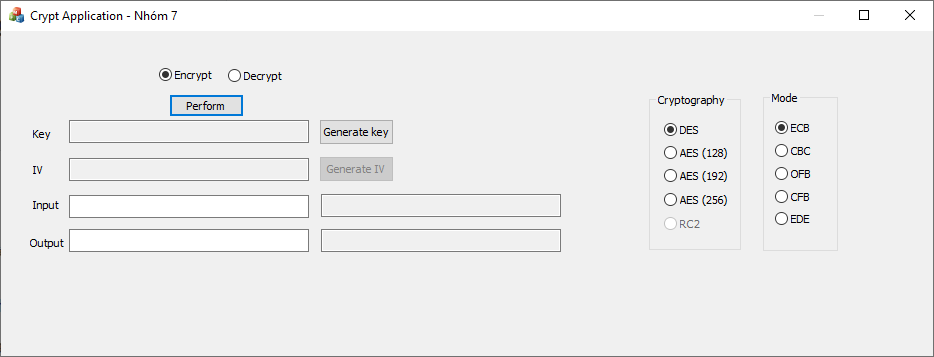 Crypt Application - Nhóm 7
Encrypt
Decrypt
Perform
Key
Generate key
IV
Generate IV
Input
Output
Cryptography
DES
AES (128)
AES (192)
AES (256)
RC2
Mode
ECB
CBC
OFB
CFB
EDE